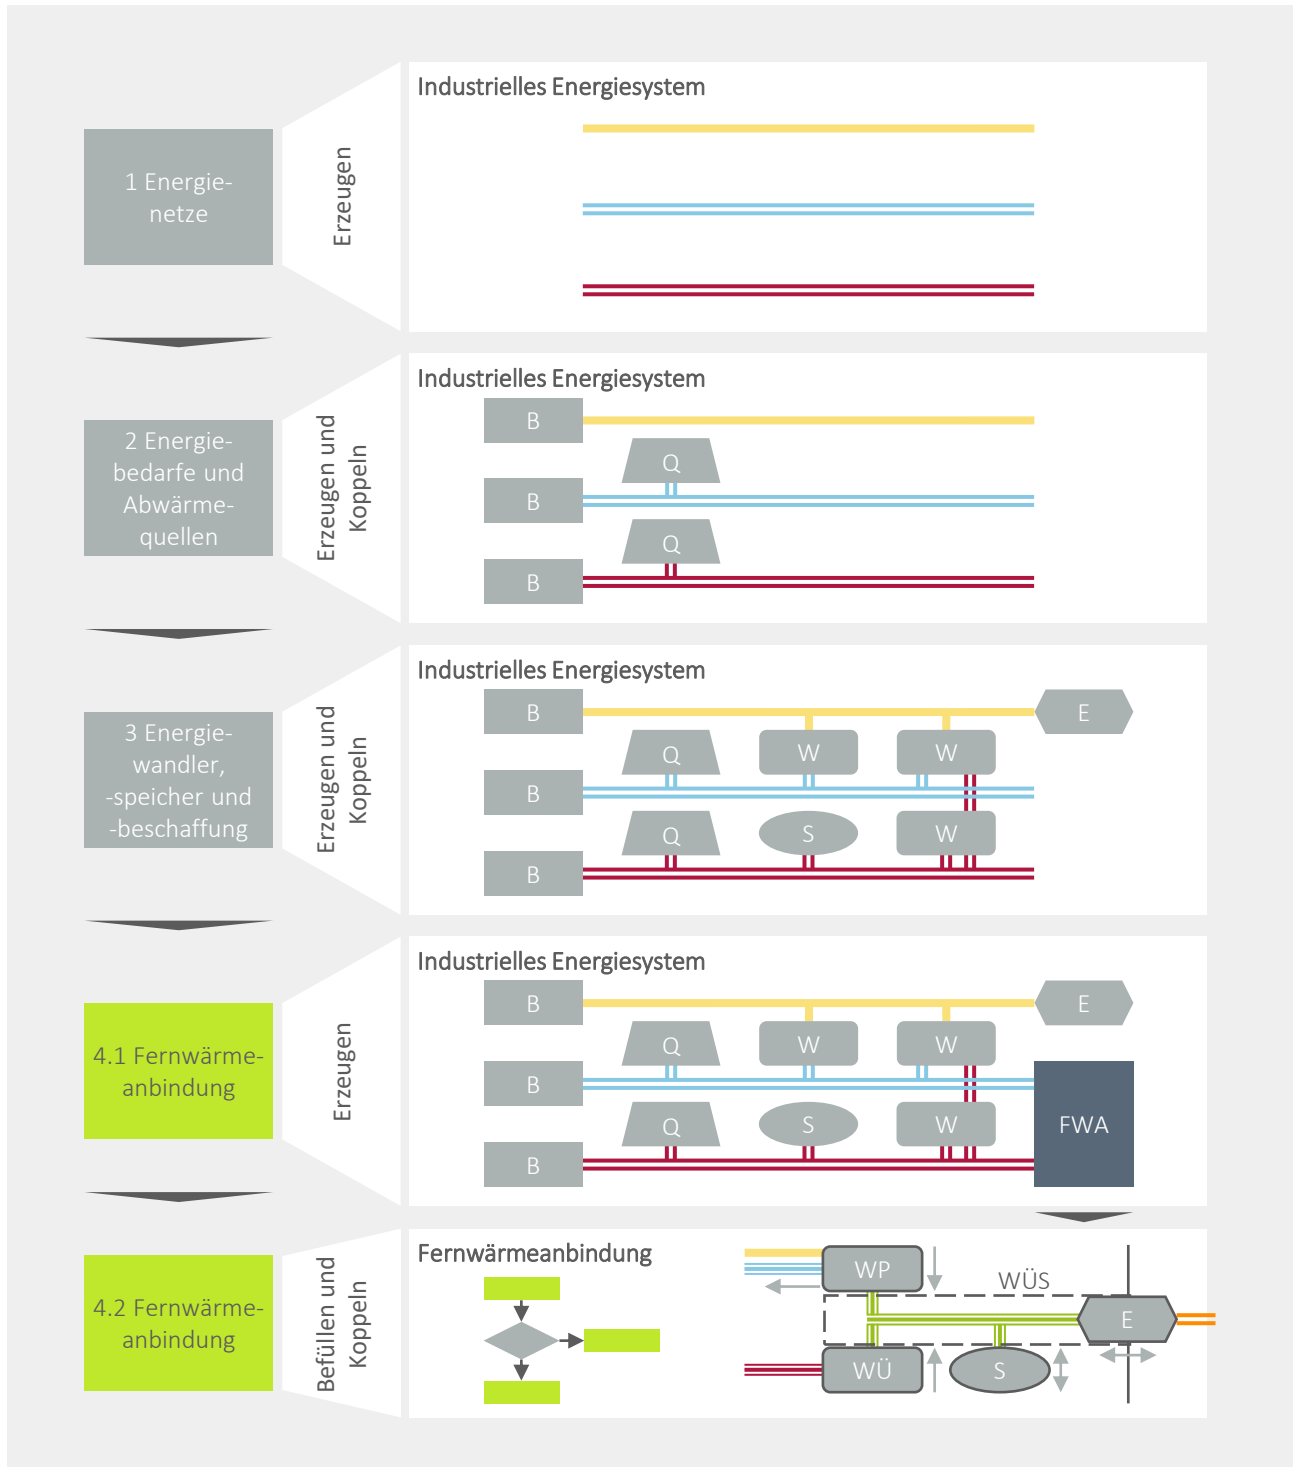 Industrielles Energiesystem
1 Energie-
netze
Erzeugen
Industrielles Energiesystem
2 Energie-
bedarfe und
Abwärme-
quellen
Erzeugen und
Koppeln
B
Q
B
Q
B
Industrielles Energiesystem
3 Energie-
wandler,
-speicher und
-beschaffung
Erzeugen und
Koppeln
B
E
Q
W
W
B
Q
S
W
B
Industrielles Energiesystem
4.1 Fernwärme-
anbindung
Erzeugen
B
E
Q
W
W
B
Q
S
W
FWA
B
Fernwärmeanbindung
4.2 Fernwärme-
anbindung
Befüllen und
Koppeln
WP
WÜS
E
WÜ
S